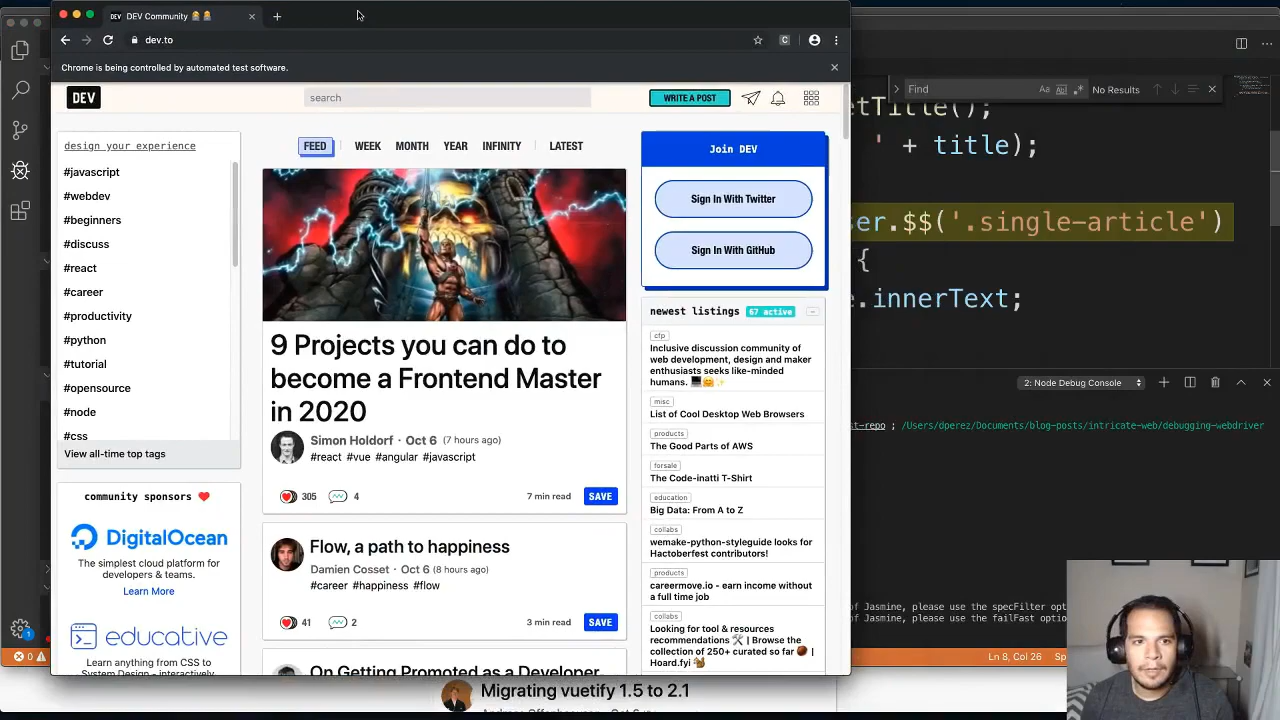 DEV Community
dev.to
Chrome is being controlled by automated test software.
DEV
search
WRITE A POST
design your experience
#javascript
#webdev
#beginners
#discuss
#react
#career
#productivity
#python
#tutorial
#opensource
#node
#css
View all-time top tags
community sponsors
DigitalOcean
The simplest cloud platform for
developers & teams.
Learn More
educative
Learn anything from CSS to
System Design - interactively
FEED
WEEK
MONTH
YEAR
INFINITY
LATEST
9 Projects you can do to
become a Frontend Master
in 2020
Simon Holdorf · Oct 6 (7 hours ago)
#react #vue #angular #javascript
305
4
7 min read
SAVE
Flow, a path to happiness
Damien Cosset · Oct 6 (8 hours ago)
#career #happiness #flow
41
2
3 min read
SAVE
On Getting Promoted as a Developer
Join DEV
Sign In With Twitter
Sign In With GitHub
newest listings 67 active
cfp
Inclusive discussion community of
web development, design and maker
enthusiasts seeks like-minded
humans.
misc
List of Cool Desktop Web Browsers
products
The Good Parts of AWS
forsale
The Code-inatti T-Shirt
education
Big Data: From A to Z
collabs
wemake-python-styleguide looks for
Hactoberfest contributors!
products
careermove.io - earn income without
a full time job
collabs
Looking for tool & resources
recommendations | Browse the
collection of 250+ curated so far |
Hoard.fyi
Find
Aa
Abl
No Results
etTitle();
' + title);
ser.$$('.single-article')
{
e.innerText;
2: Node Debug Console
st-repo ; /Users/dperez/Documents/blog-posts/intricate-web/debugging-webdriver
of Jasmine, please use the specFilter opt
of Jasmine, please use the failFast optio
0
Ln 8, Col 26
Sp
1
Migrating vuetify 1.5 to 2.1